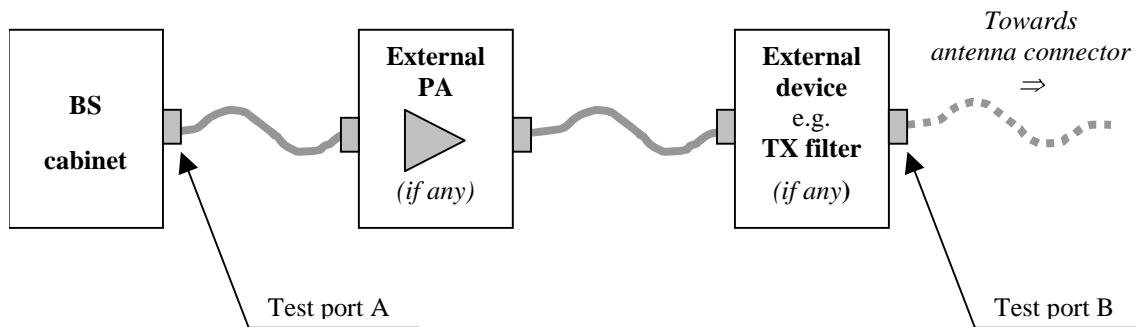 BS
cabinet
External
PA
(if any)
External
device
e.g.
TX filter
(if any)
Towards
antenna connector
⇒
Test port A
Test port B